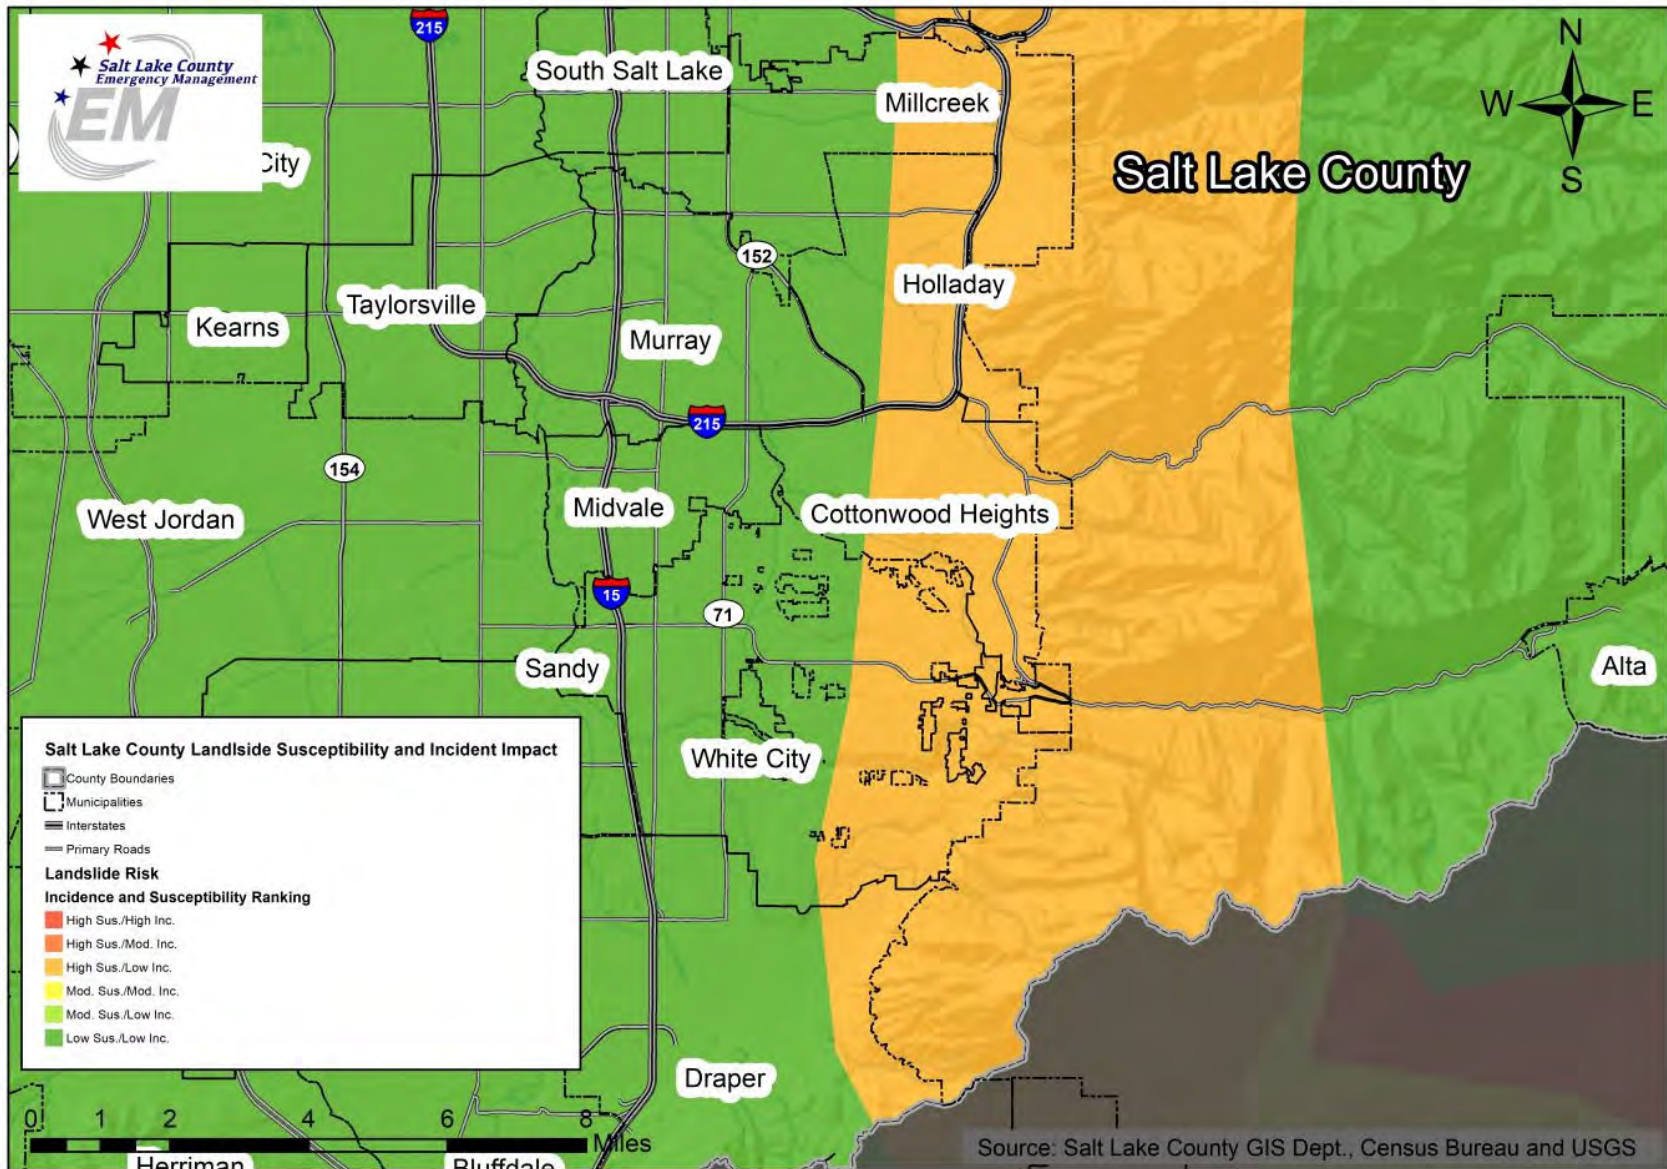 215
Salt Lake County
Emergency Management
EM
South Salt Lake
Millcreek
N
W
E
S
City
Salt Lake County
152
Holladay
Taylorsville
Kearns
Murray
215
154
West Jordan
Midvale
Cottonwood Heights
15
71
Sandy
Alta
White City
Salt Lake County Landlside Susceptibility and Incident Impact
County Boundaries
Municipalities
Interstates
Primary Roads
Landslide Risk
Incidence and Susceptibility Ranking
High Sus./High Inc.
High Sus./Mod. Inc.
High Sus./Low Inc.
Mod. Sus./Mod. Inc.
Mod. Sus./Low Inc.
Low Sus./Low Inc.
Draper
0 1 2 4 6 8
Miles
Herriman
Bluffdale
Source: Salt Lake County GIS Dept., Census Bureau and USGS